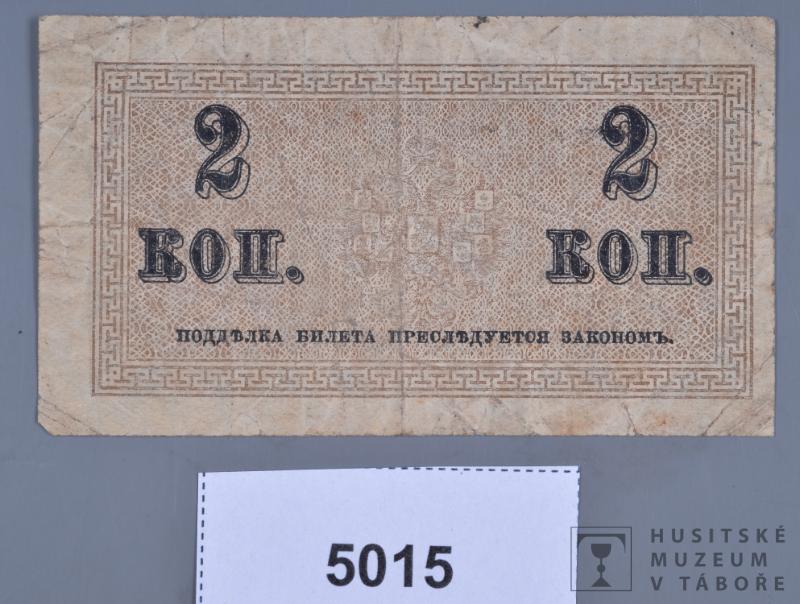 2 2
КОП. КОП.
ПОДДѢЛКА БИЛЕТА ПРЕСЛѢДУЕТСЯ ЗАКОНОМЪ.
5015
HUSITSKÉ
MUZEUM
V TÁBOŘE